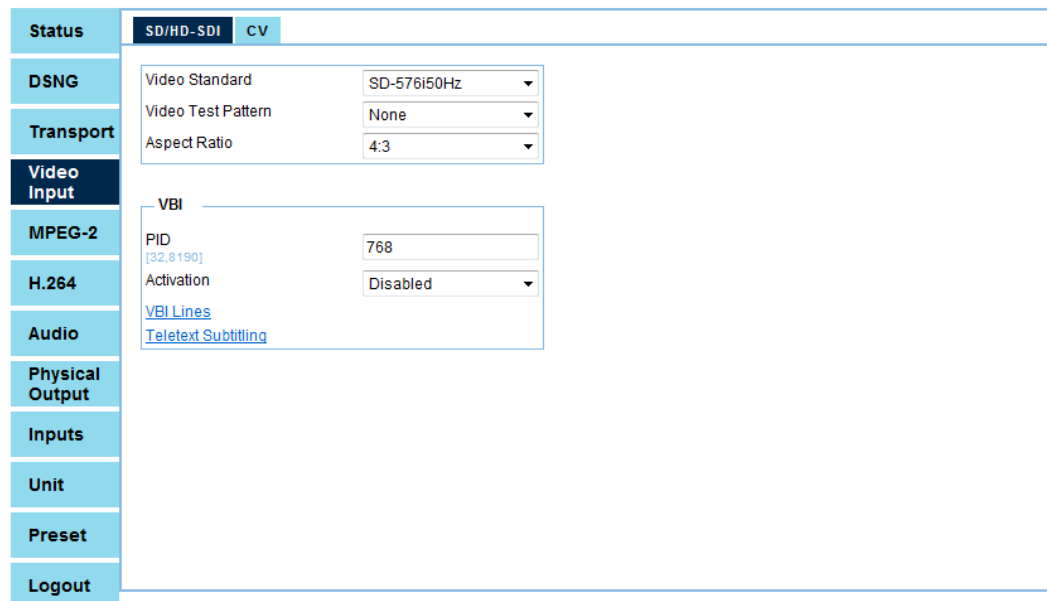 Status
DSNG
Transport
Video
Input
MPEG-2
H.264
Audio
Physical
Output
Inputs
Unit
Preset
Logout
SD/HD-SDI CV
Video Standard SD-576i50Hz
Video Test Pattern None
Aspect Ratio 4:3
VBI
PID 768
[32,8190]
Activation Disabled
VBI Lines
Teletext Subtitling